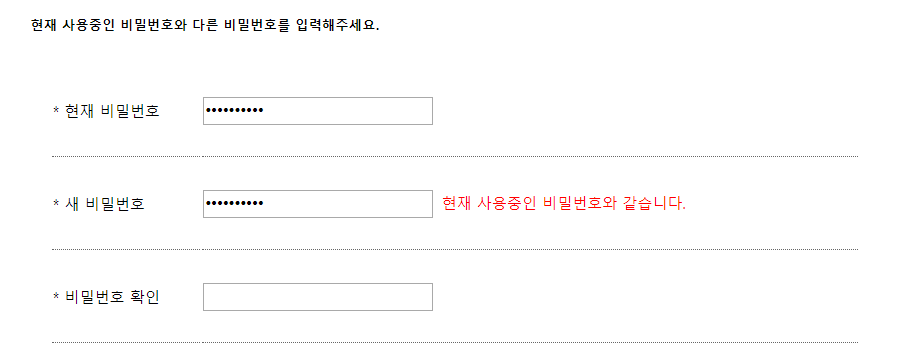 현재 사용중인 비밀번호와 다른 비밀번호를 입력해주세요.
* 현재 비밀번호 ••••••••••
* 새 비밀번호 •••••••••• 현재 사용중인 비밀번호와 같습니다.
* 비밀번호 확인